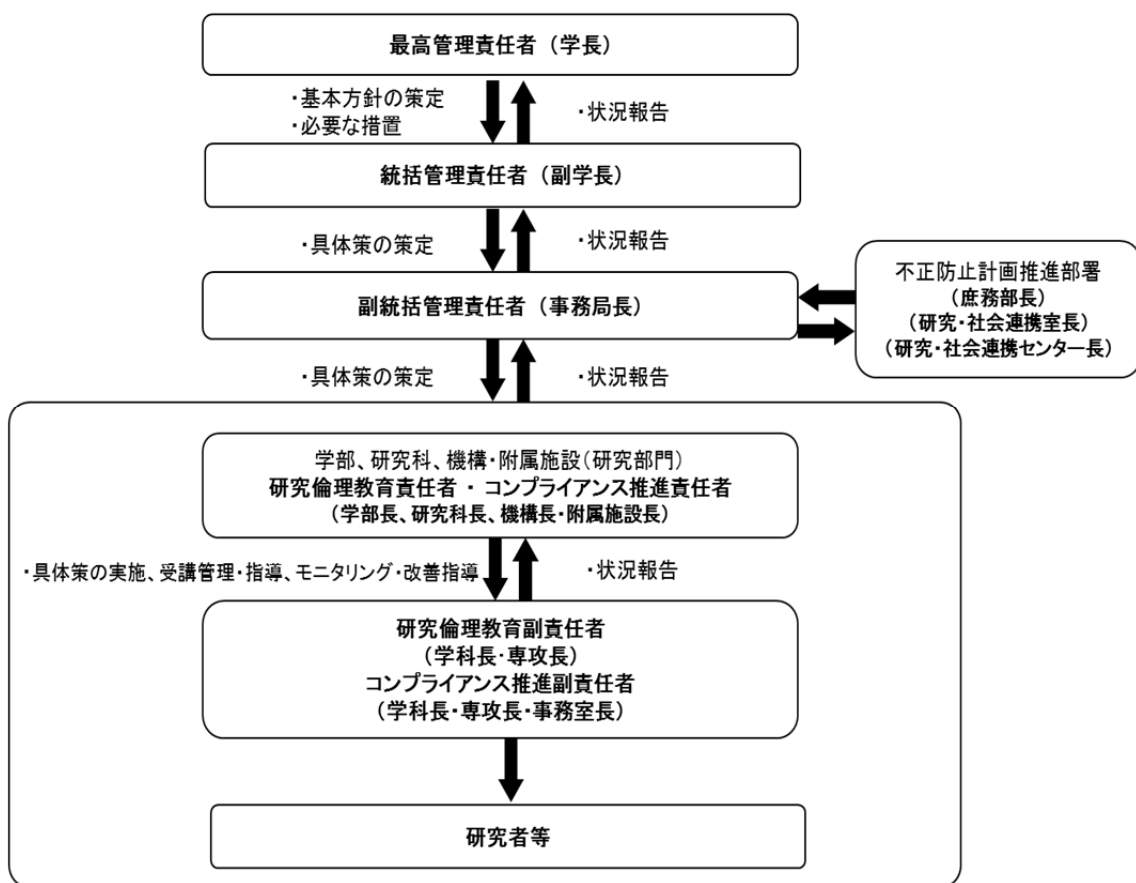 最高管理責任者（学長）
・基本方針の策定
・必要な措置
・状況報告
統括管理責任者（副学長）
・具体策の策定
・状況報告
副統括管理責任者（事務局長）
不正防止計画推進部署
（庶務部長）
（研究・社会連携室長）
（研究・社会連携センター長）
・具体策の策定
・状況報告
学部、研究科、機構・附属施設（研究部門）
研究倫理教育責任者 ・ コンプライアンス推進責任者
（学部長、研究科長、機構長・附属施設長）
・具体策の実施、受講管理・指導、モニタリング・改善指導
・状況報告
研究倫理教育副責任者
（学科長・専攻長）
コンプライアンス推進副責任者
（学科長・専攻長・事務室長）
研究者等